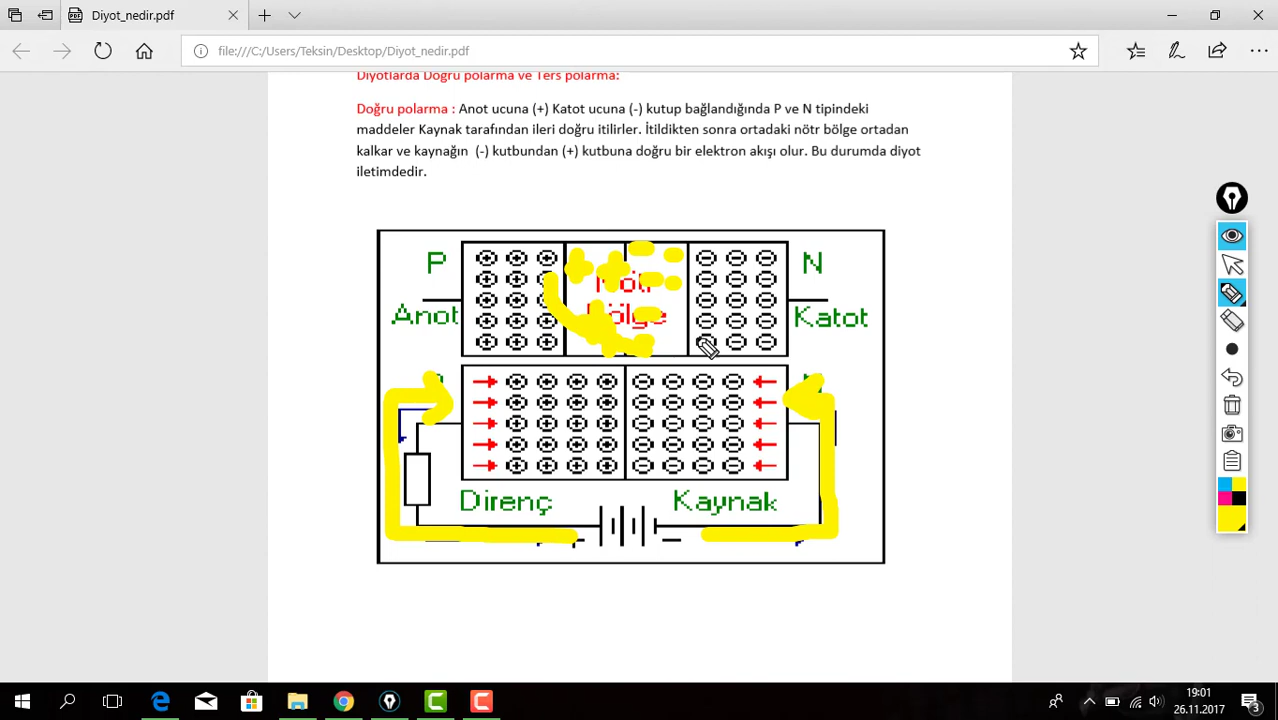 Diyot_nedir.pdf
file:///C:/Users/Teksin/Desktop/Diyot_nedir.pdf
Diyotlarda Doğru polarma ve Ters polarma:
Doğru polarma : Anot ucuna (+) Katot ucuna (-) kutup bağlandığında P ve N tipindeki
maddeler Kaynak tarafından ileri doğru itilirler. İtildikten sonra ortadaki nötr bölge ortadan
kalkar ve kaynağın (-) kutbundan (+) kutbuna doğru bir elektron akışı olur. Bu durumda diyot
iletimdedir.
P
N
Nötr
Bölge
Anot
Katot
Direnç
Kaynak
19:01
26.11.2017
3